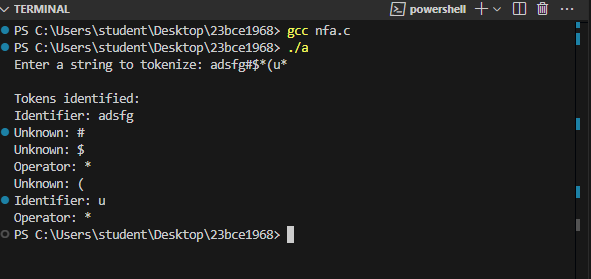 TERMINAL
powershell
PS C:\Users\student\Desktop\23bce1968> gcc nfa.c
PS C:\Users\student\Desktop\23bce1968> ./a
Enter a string to tokenize: adsfg#$*(u*

Tokens identified:
Identifier: adsfg
Unknown: #
Unknown: $
Operator: *
Unknown: (
Identifier: u
Operator: *
PS C:\Users\student\Desktop\23bce1968>